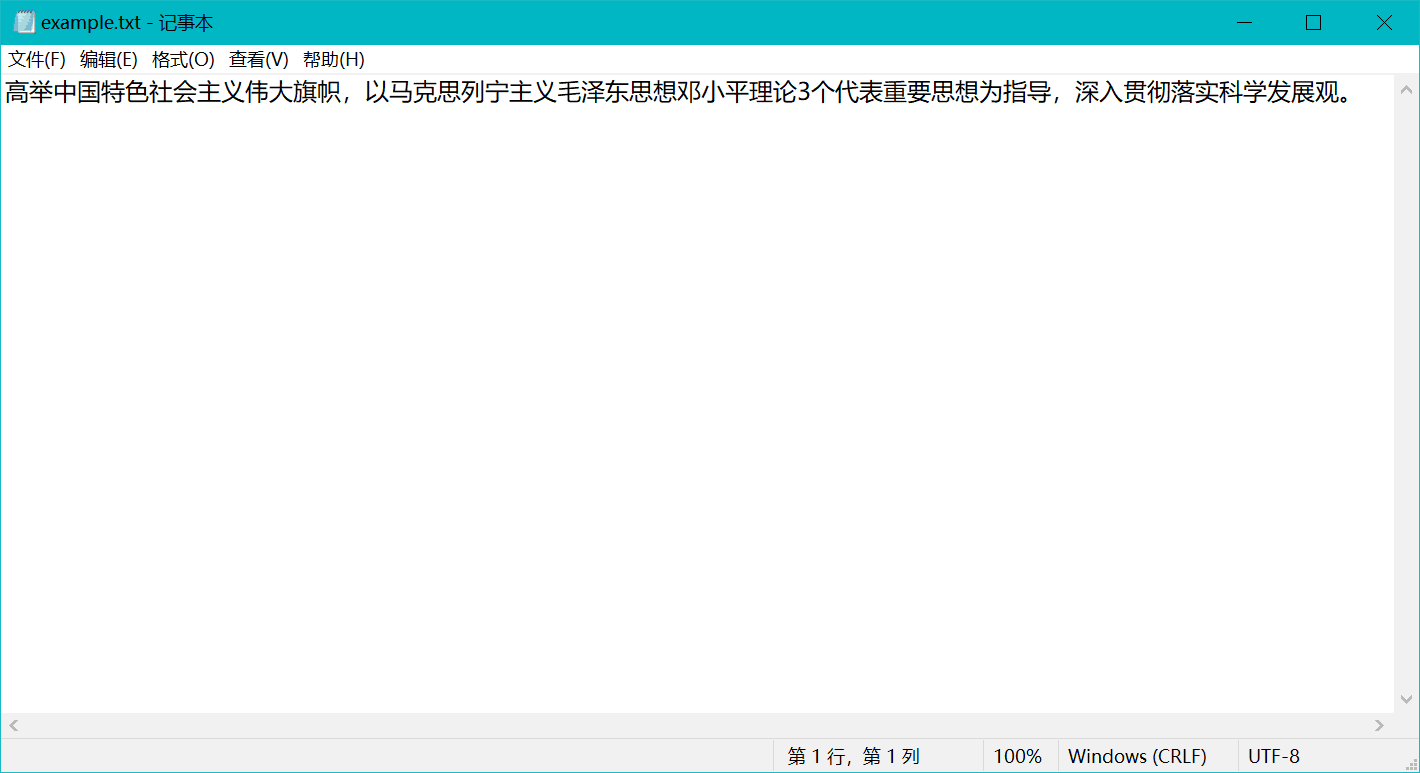 example.txt - 记事本
文件(F) 编辑(E) 格式(O) 查看(V) 帮助(H)
高举中国特色社会主义伟大旗帜，以马克思列宁主义毛泽东思想邓小平理论3个代表重要思想为指导，深入贯彻落实科学发展观。
第 1 行，第 1 列 100% Windows (CRLF) UTF-8